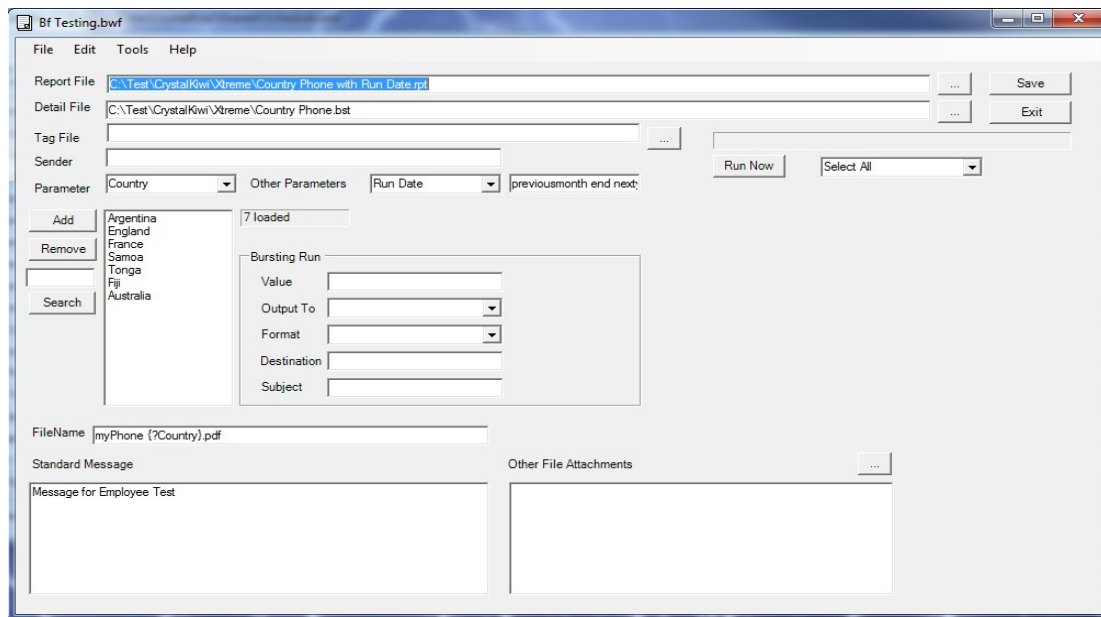 Bf Testing.bwf
File Edit Tools Help
Report File C:\Test\CrystalKiwi\Xtreme\Country Phone with Run Date.rpt ... Save
Detail File C:\Test\CrystalKiwi\Xtreme\Country Phone.bst ... Exit
Tag File ...
Sender Run Now Select All
Parameter Country Other Parameters Run Date previousmonth end next
Add
Remove
Search
Argentina
England
France
Samoa
Tonga
Fiji
Australia
7 loaded
Bursting Run
Value
Output To
Format
Destination
Subject
FileName myPhone {?Country}.pdf
Standard Message Other File Attachments ...
Message for Employee Test